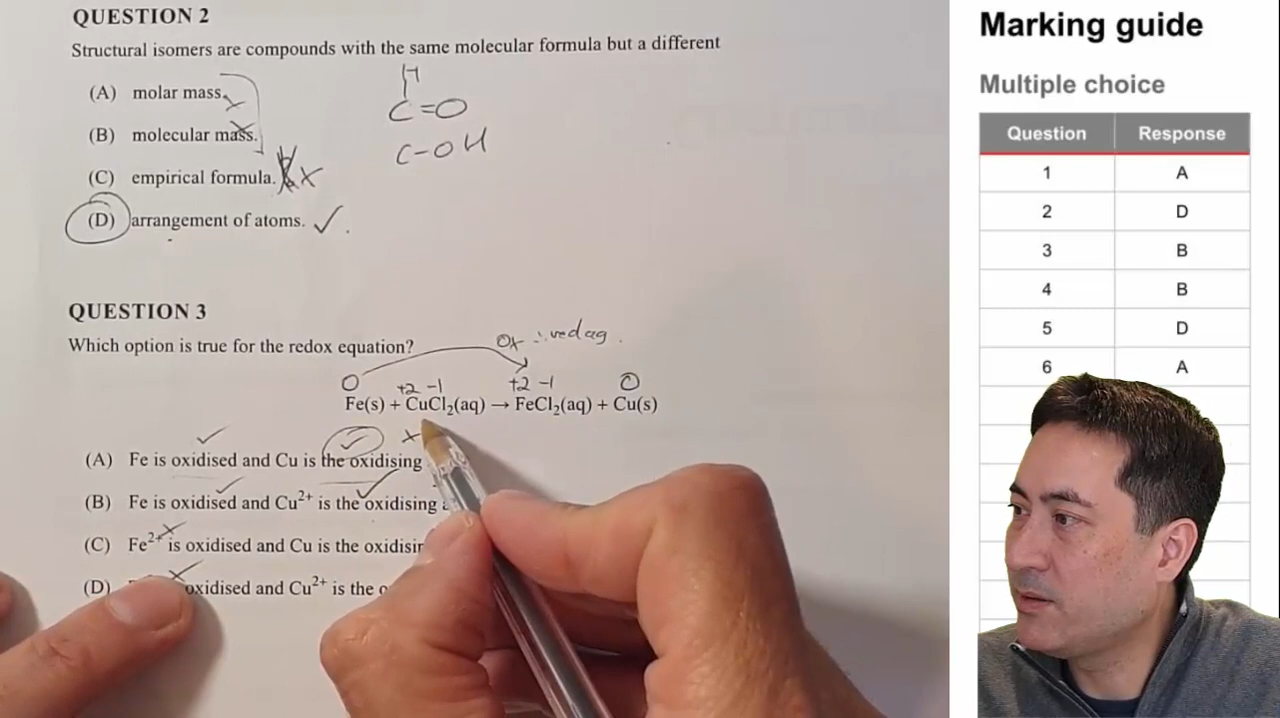 QUESTION 2
Structural isomers are compounds with the same molecular formula but a different
(A) molar mass.
(B) molecular mass.
(C) empirical formula.
(D) arrangement of atoms.
H
C=O
C-OH
QUESTION 3
Which option is true for the redox equation?
Ox ∴ red ag.
0 +2 -1 +2 -1 0
Fe(s) + CuCl₂(aq) → FeCl₂(aq) + Cu(s)
(A) Fe is oxidised and Cu is the oxidising
(B) Fe is oxidised and Cu²⁺ is the oxidising
(C) Fe²⁺ is oxidised and Cu is the
(D) oxidised and Cu²⁺ is the
Marking guide
Multiple choice
Question Response
1 A
2 D
3 B
4 B
5 D
6 A